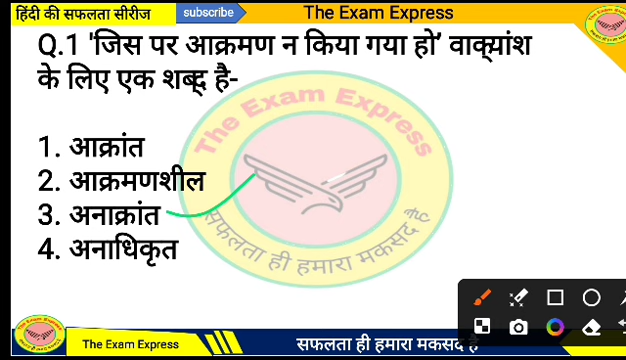 हिंदी की सफलता सीरीज subscribe The Exam Express
Q.1 'जिस पर आक्रमण न किया गया हो’ वाक्यांश
के लिए एक शब्द है-
The Exam Express
1. आक्रांत
2. आक्रमणशील
3. अनाक्रांत
4. अनाधिकृत
सफलता ही हमारा मकसद है
The Exam Express सफलता ही हमारा मकसद है